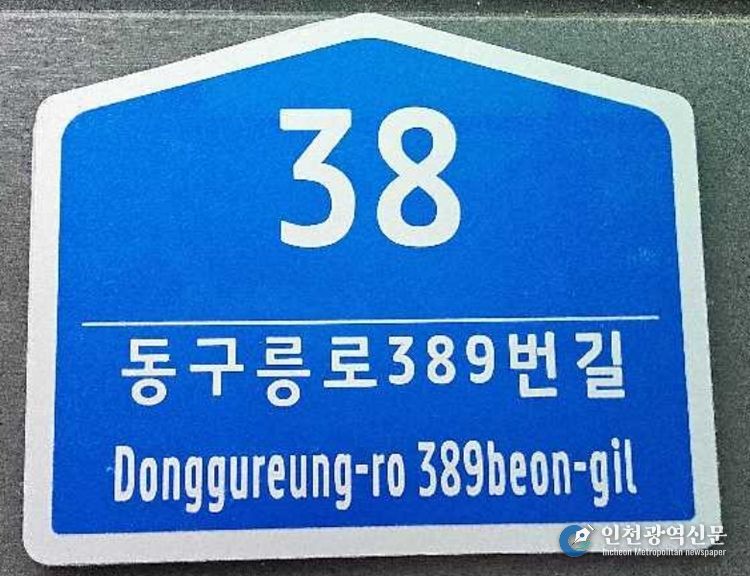 38
동구릉로389번길
Donggureung-ro 389beon-gil
인천광역신문
Incheon Metropolitan newspaper